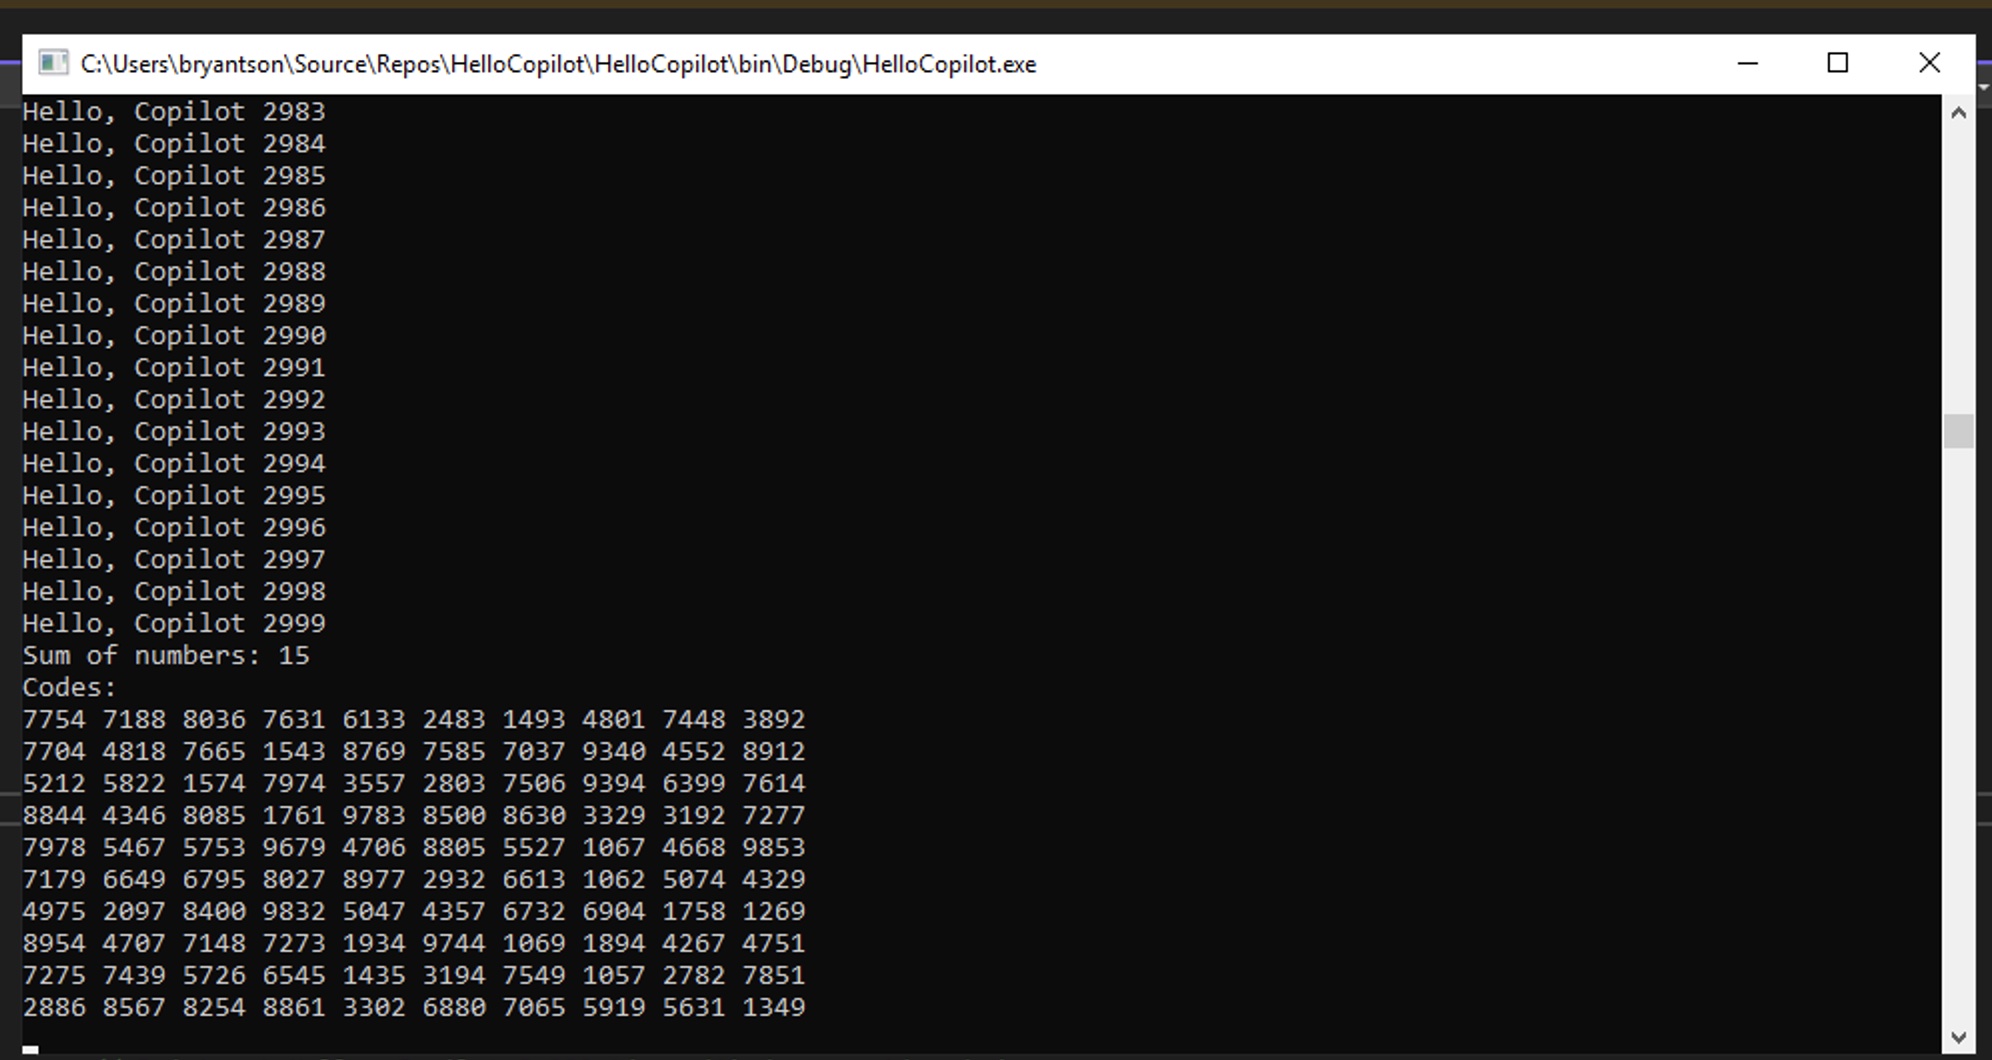 C:\Users\bryantson\Source\Repos\HelloCopilot\HelloCopilot\bin\Debug\HelloCopilot.exe
Hello, Copilot 2983
Hello, Copilot 2984
Hello, Copilot 2985
Hello, Copilot 2986
Hello, Copilot 2987
Hello, Copilot 2988
Hello, Copilot 2989
Hello, Copilot 2990
Hello, Copilot 2991
Hello, Copilot 2992
Hello, Copilot 2993
Hello, Copilot 2994
Hello, Copilot 2995
Hello, Copilot 2996
Hello, Copilot 2997
Hello, Copilot 2998
Hello, Copilot 2999
Sum of numbers: 15
Codes:
7754 7188 8036 7631 6133 2483 1493 4801 7448 3892
7704 4818 7665 1543 8769 7585 7037 9340 4552 8912
5212 5822 1574 7974 3557 2803 7506 9394 6399 7614
8844 4346 8085 1761 9783 8500 8630 3329 3192 7277
7978 5467 5753 9679 4706 8805 5527 1067 4668 9853
7179 6649 6795 8027 8977 2932 6613 1062 5074 4329
4975 2097 8400 9832 5047 4357 6732 6904 1758 1269
8954 4707 7148 7273 1934 9744 1069 1894 4267 4751
7275 7439 5726 6545 1435 3194 7549 1057 2782 7851
2886 8567 8254 8861 3302 6880 7065 5919 5631 1349